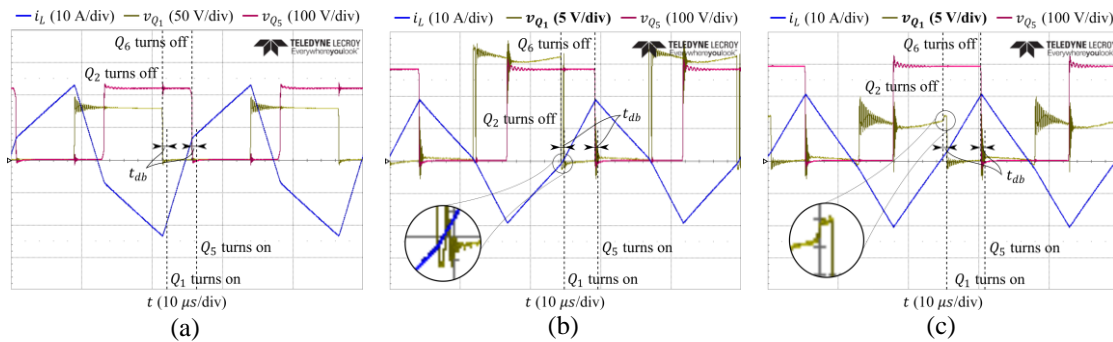 i_L (10 A/div) v_Q1 (50 V/div) v_Q5 (100 V/div)
Q6 turns off
TELEDYNE LECROY
Everywhereyoulook™
Q2 turns off
t_db
Q5 turns on
Q1 turns on
t (10 μs/div)
(a)
i_L (10 A/div) v_Q1 (5 V/div) v_Q5 (100 V/div)
Q6 turns off
TELEDYNE LECROY
Everywhereyoulook™
Q2 turns off
t_db
Q5 turns on
Q1 turns on
t (10 μs/div)
(b)
i_L (10 A/div) v_Q1 (5 V/div) v_Q5 (100 V/div)
Q6 turns off
TELEDYNE LECROY
Everywhereyoulook™
Q2 turns off
t_db
Q5 turns on
Q1 turns on
t (10 μs/div)
(c)